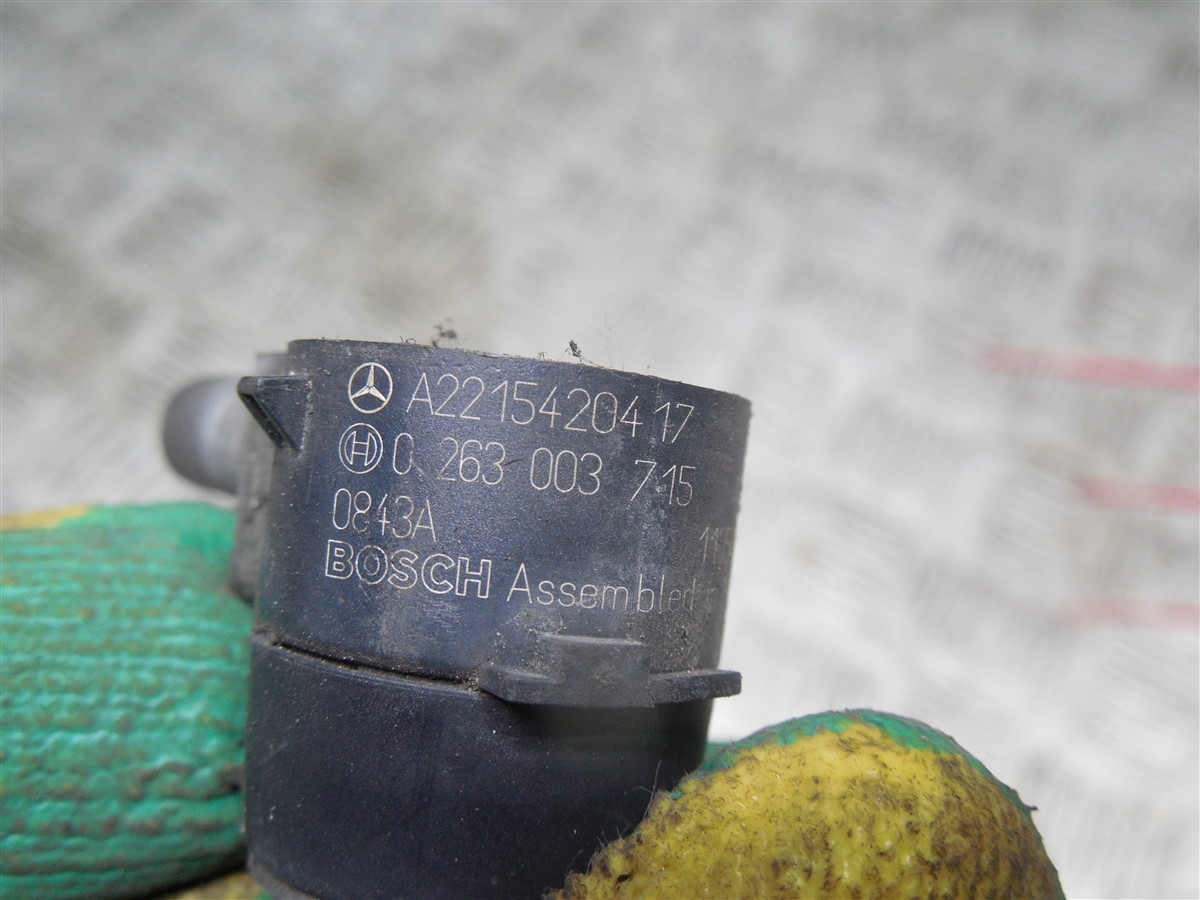 A2215420417
0 263 003 715
0843A
BOSCH Assembled